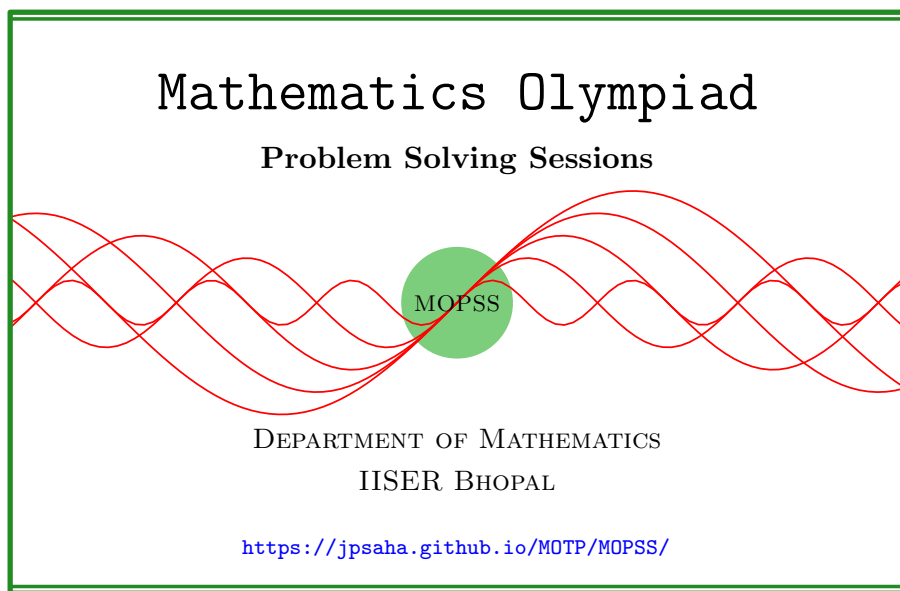 Mathematics Olympiad
Problem Solving Sessions
MOPSS
Department of Mathematics
IISER Bhopal
https://jpsaha.github.io/MOTP/MOPSS/